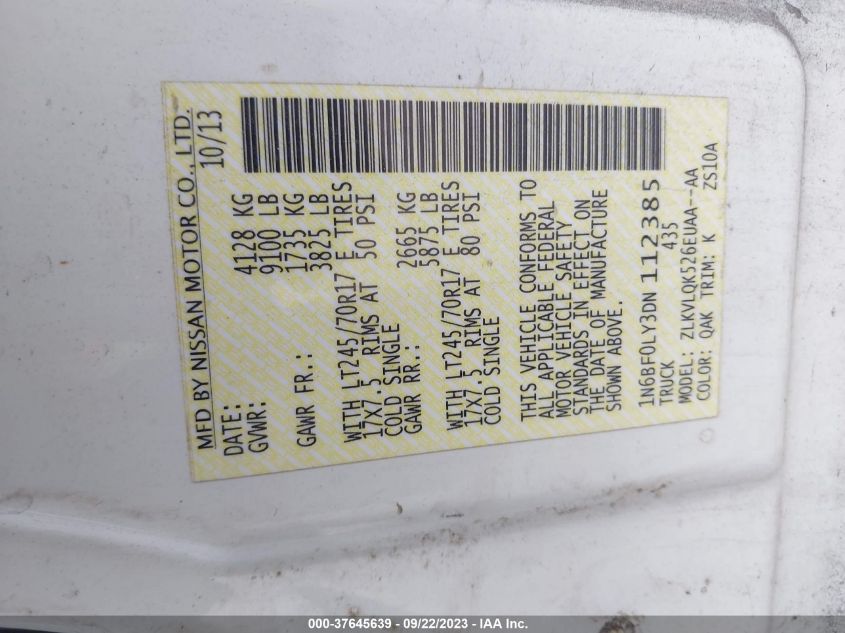 MFD BY NISSAN MOTOR CO., LTD.
DATE: 10/13
GVWR: 4128 KG
9100 LB
GAWR FR.: 1735 KG
3825 LB
WITH LT245/70R17 E TIRES
17X7.5 RIMS AT 50 PSI
COLD SINGLE
GAWR RR.: 2665 KG
5875 LB
WITH LT245/70R17 E TIRES
17X7.5 RIMS AT 80 PSI
COLD SINGLE
THIS VEHICLE CONFORMS TO
ALL APPLICABLE FEDERAL
MOTOR VEHICLE SAFETY
STANDARDS IN EFFECT ON
THE DATE OF MANUFACTURE
SHOWN ABOVE.
1N6BF0LY3DN 112385
TRUCK 435
MODEL: ZLKVLQK526EUAA--AA
COLOR: QAK TRIM: K ZS10A
000-37645639 - 09/22/2023 - IAA Inc.